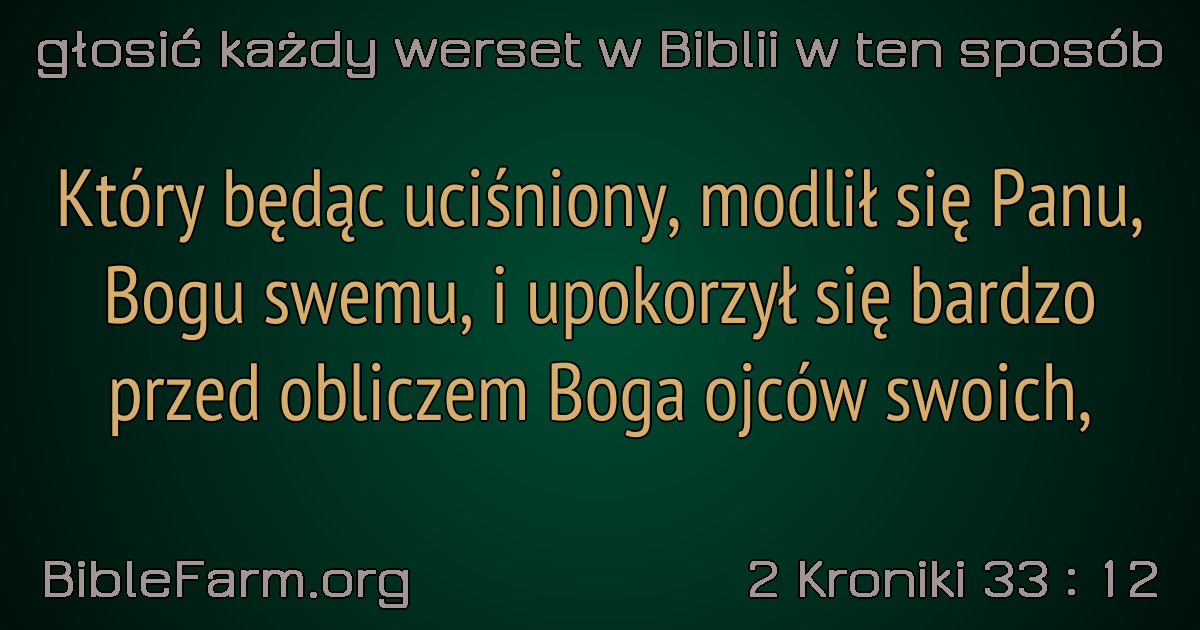 głosić każdy werset w Biblii w ten sposób
Który będąc uciśniony, modlił się Panu,
Bogu swemu, i upokorzył się bardzo
przed obliczem Boga ojców swoich,
BibleFarm.org
2 Kroniki 33 : 12